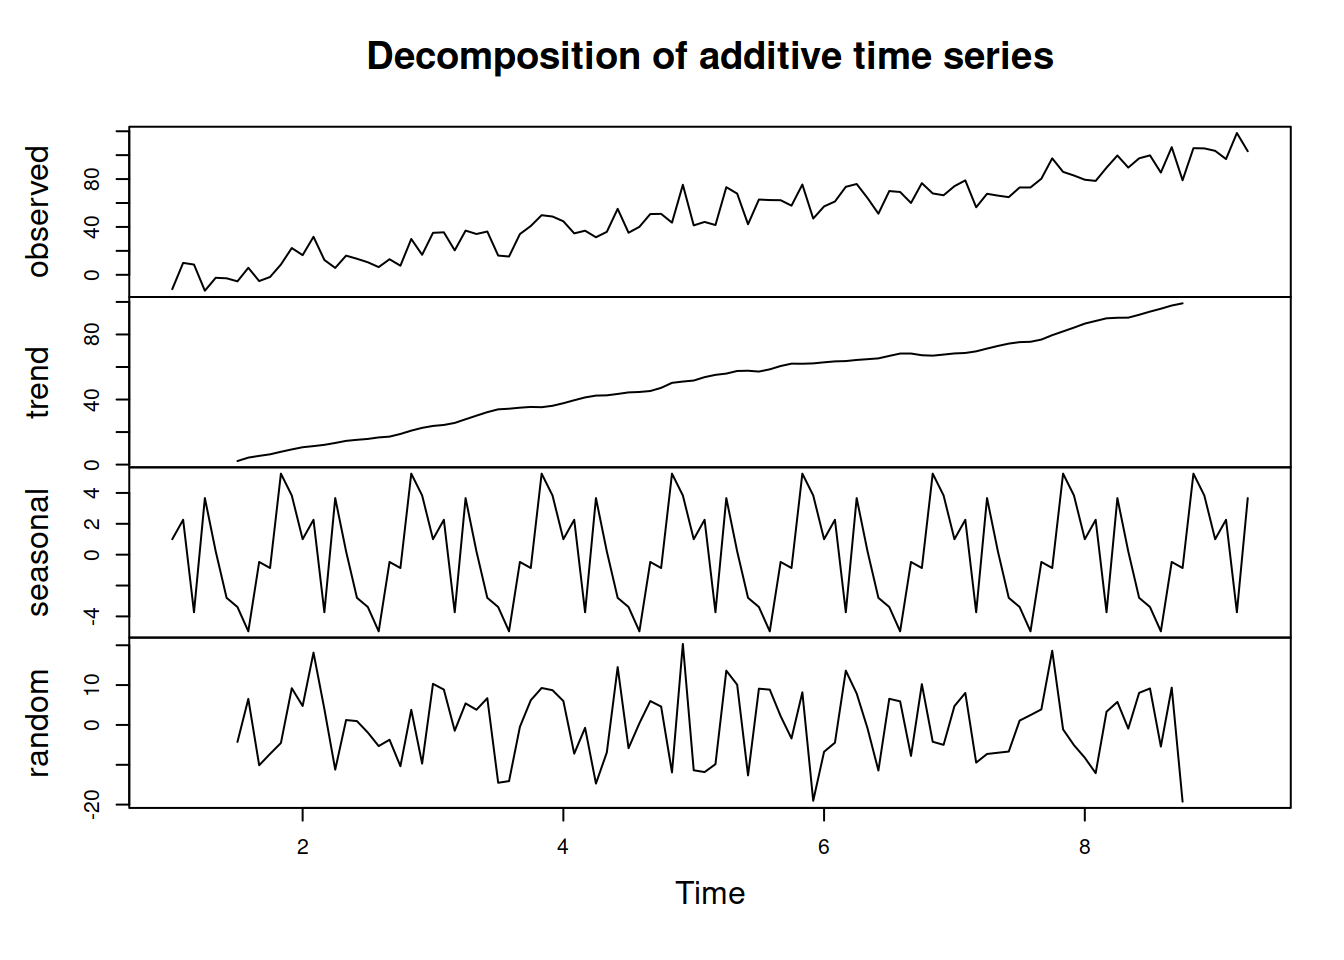 Decomposition of additive time series
observed
0 40 80
trend
0 40 80
seasonal
-4 0 2 4
random
-20 0 10
2 4 6 8
Time